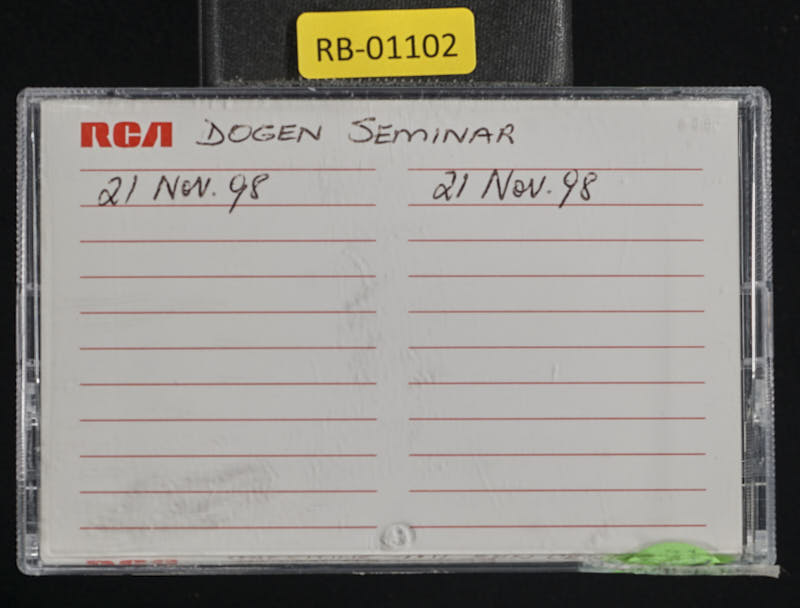 RB-01102
RCA DOGEN SEMINAR
21 Nov. 98 21 Nov. 98